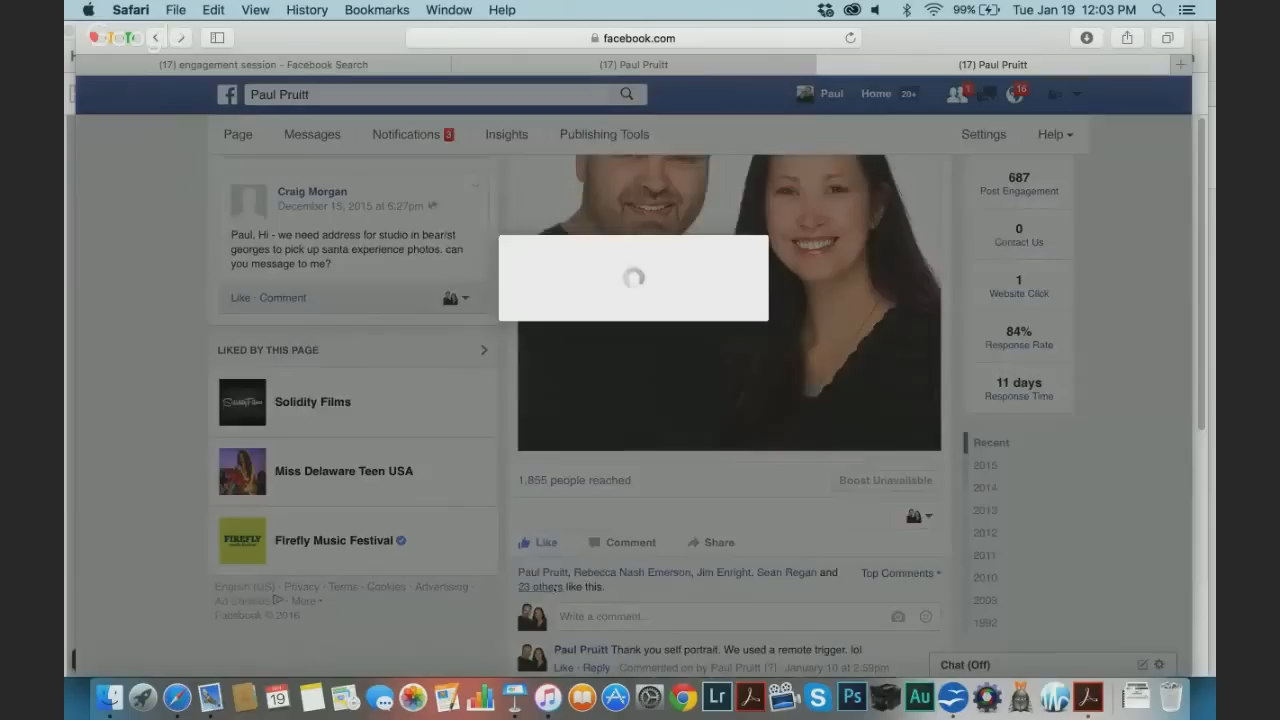 Safari File Edit View History Bookmarks Window Help 99% Tue Jan 19 12:03 PM
facebook.com
(17) engagement session - Facebook Search (17) Paul Pruitt (17) Paul Pruitt
Paul Pruitt Paul Home 20+ 1 16
Page Messages Notifications 3 Insights Publishing Tools Settings Help
Craig Morgan
December 15, 2015 at 6:27pm
Paul, Hi - we need address for studio in bear/st
georges to pick up santa experience photos. can
you message to me?
Like · Comment
LIKED BY THIS PAGE
Solidity Films
Miss Delaware Teen USA
FIREFLY
Firefly Music Festival
English (US) · Privacy · Terms · Cookies · Advertising ·
Ad Choices · More
Facebook © 2016
1,855 people reached
Boost Unavailable
Like Comment Share
Paul Pruitt, Rebecca Nash Emerson, Jim Enright, Sean Regan and
23 others like this.
Top Comments
Write a comment...
Paul Pruitt Thank you self portrait. We used a remote trigger. lol
Like · Reply · Commented on by Paul Pruitt [?] · January 10 at 2:59pm
687
Post Engagement
0
Contact Us
1
Website Click
84%
Response Rate
11 days
Response Time
Recent
2015
2014
2013
2012
2011
2010
2009
1992
Chat (Off)
19 Lr Ps Au